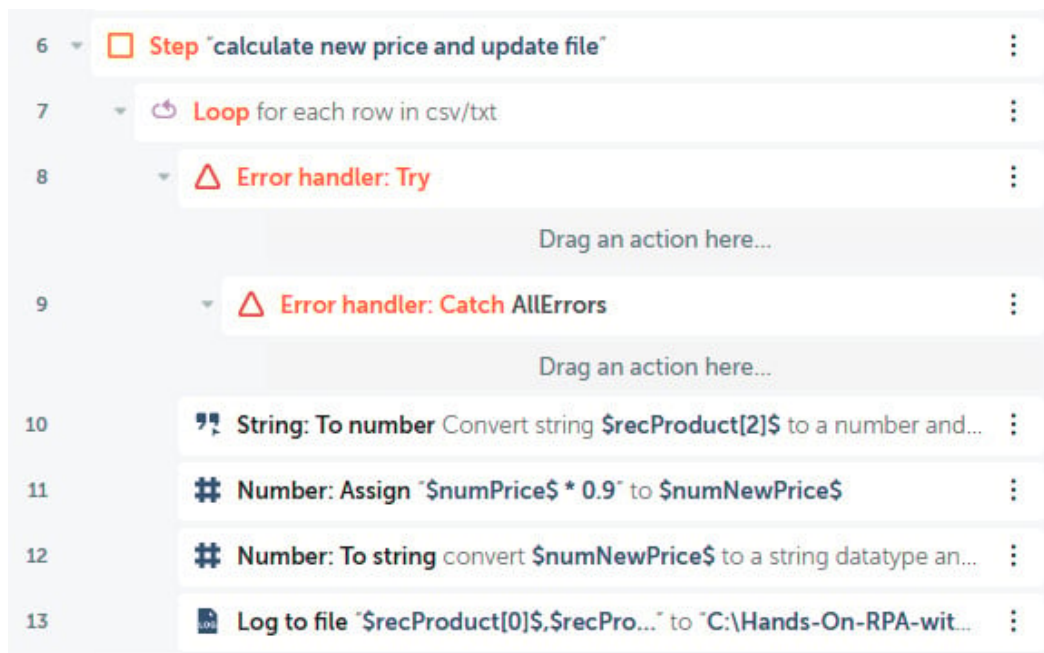 6 Step "calculate new price and update file"
7 Loop for each row in csv/txt
8 Error handler: Try
Drag an action here...
9 Error handler: Catch AllErrors
Drag an action here...
10 String: To number Convert string $recProduct[2]$ to a number and...
11 Number: Assign "$numPrice$ * 0.9" to $numNewPrice$
12 Number: To string convert $numNewPrice$ to a string datatype an...
LOG
13 Log to file "$recProduct[0]$,$recPro..." to "C:\Hands-On-RPA-wit...